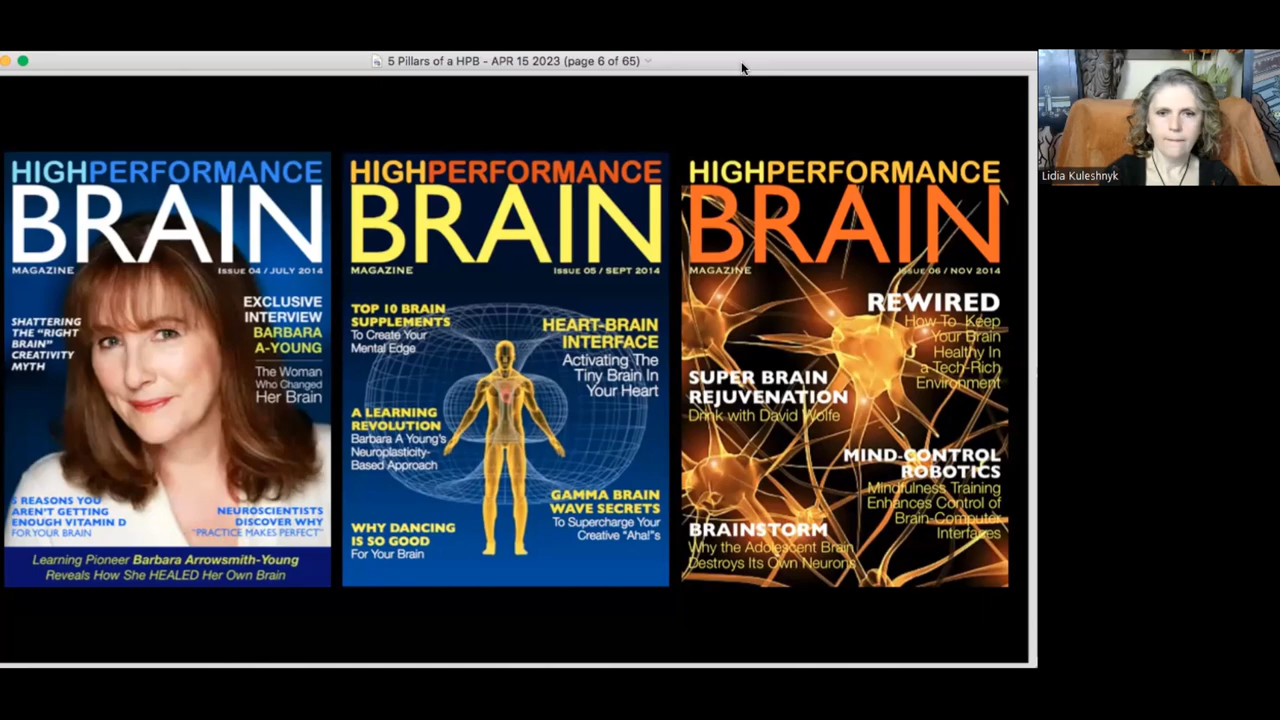 5 Pillars of a HPB - APR 15 2023 (page 6 of 65)
Lidia Kuleshnyk
HIGHPERFORMANCE
BRAIN
MAGAZINE
ISSUE 04 / JULY 2014
EXCLUSIVE
INTERVIEW
BARBARA
A-YOUNG
The Woman
Who Changed
Her Brain
SHATTERING
THE "RIGHT
BRAIN"
CREATIVITY
MYTH
5 REASONS YOU
AREN'T GETTING
ENOUGH VITAMIN D
FOR YOUR BRAIN
NEUROSCIENTISTS
DISCOVER WHY
"PRACTICE MAKES PERFECT"
Learning Pioneer Barbara Arrowsmith-Young
Reveals How She HEALED Her Own Brain
HIGHPERFORMANCE
BRAIN
MAGAZINE
ISSUE 05 / SEPT 2014
TOP 10 BRAIN
SUPPLEMENTS
To Create Your
Mental Edge
HEART-BRAIN
INTERFACE
Activating The
Tiny Brain In
Your Heart
A LEARNING
REVOLUTION
Barbara A Young's
Neuroplasticity-
Based Approach
GAMMA BRAIN
WAVE SECRETS
To Supercharge Your
Creative "Aha!"s
WHY DANCING
IS SO GOOD
For Your Brain
HIGHPERFORMANCE
BRAIN
MAGAZINE
ISSUE 06 / NOV 2014
REWIRED
How To Keep
Your Brain
Healthy In
a Tech-Rich
Environment
SUPER BRAIN
REJUVENATION
Drink with David Wolfe
MIND-CONTROL
ROBOTICS
Mindfulness Training
Enhances Control of
Brain-Computer
Interfaces
BRAINSTORM
Why the Adolescent Brain
Destroys Its Own Neurons